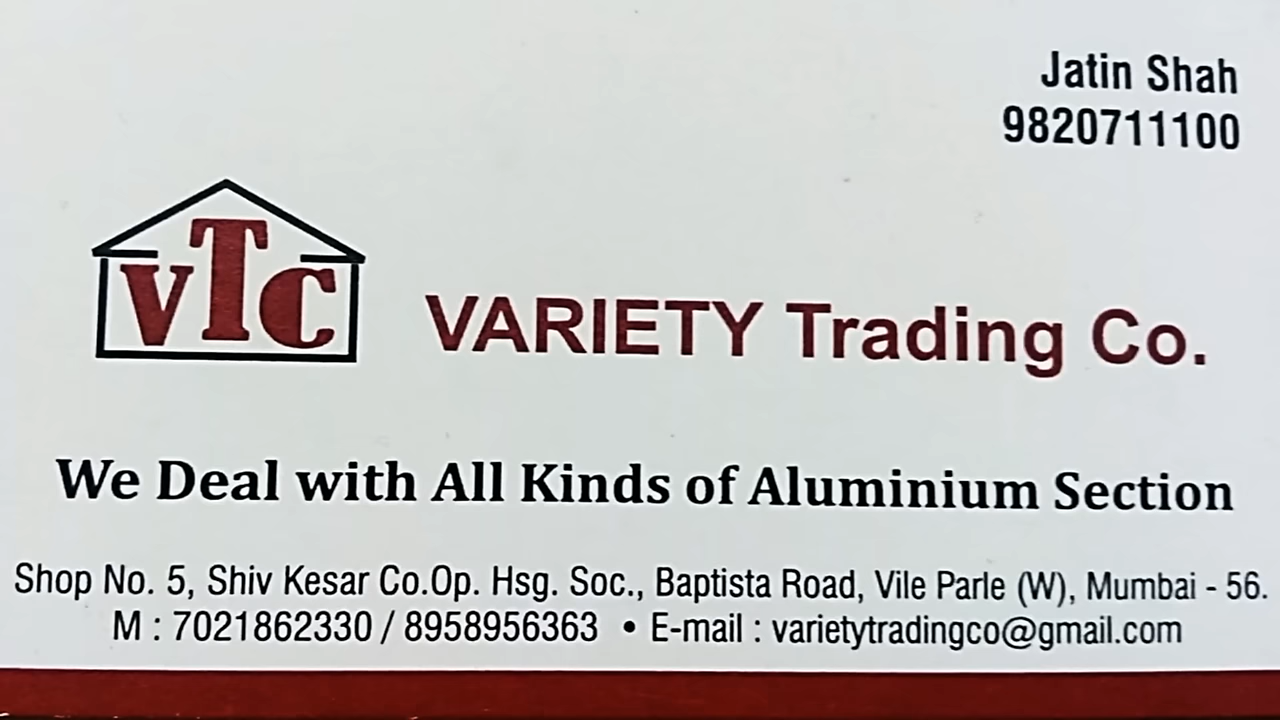 Jatin Shah
9820711100
VTC
VARIETY Trading Co.
We Deal with All Kinds of Aluminium Section
Shop No. 5, Shiv Kesar Co.Op. Hsg. Soc., Baptista Road, Vile Parle (W), Mumbai - 56.
M : 7021862330 / 8958956363 • E-mail : varietytradingco@gmail.com